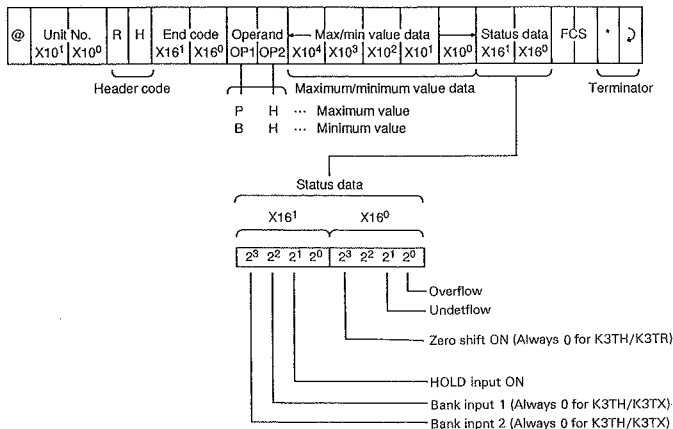 @ Unit No. R H End code Operand Max/min value data Status data FCS *
X10¹ X10⁰ X16¹ X16⁰ OP1 OP2 X10⁴ X10³ X10² X10¹ X10⁰ X16¹ X16⁰
Header code Maximum/minimum value data Terminator
P H ··· Maximum value
B H ··· Minimum value
Status data
X16¹ X16⁰
2³ 2² 2¹ 2⁰ 2³ 2² 2¹ 2⁰
Overflow
Undetflow
Zero shift ON (Always 0 for K3TH/K3TR)
HOLD input ON
Bank input 1 (Always 0 for K3TH/K3TX)
Bank inpnt 2 (Always 0 for K3TH/K3TX)